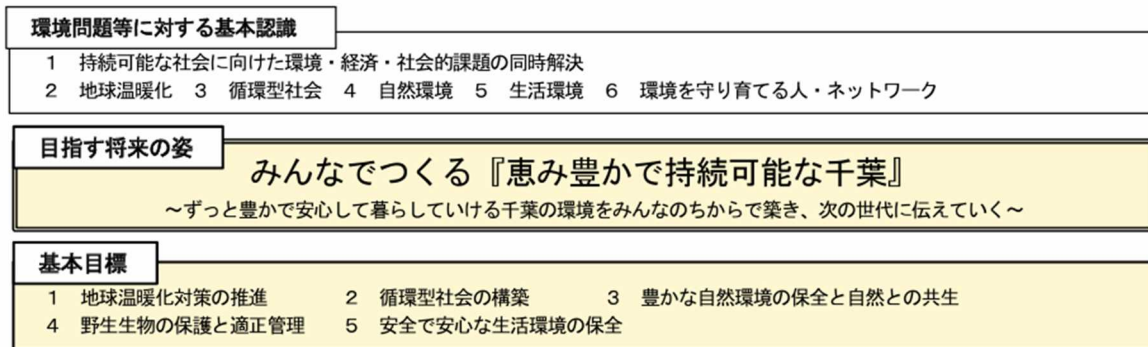 環境問題等に対する基本認識
1 持続可能な社会に向けた環境・経済・社会的課題の同時解決
2 地球温暖化 3 循環型社会 4 自然環境 5 生活環境 6 環境を守り育てる人・ネットワーク
目指す将来の姿
みんなでつくる『恵み豊かで持続可能な千葉』
～ずっと豊かで安心して暮らしていける千葉の環境をみんなのちからで築き、次の世代に伝えていく～
基本目標
1 地球温暖化対策の推進 2 循環型社会の構築 3 豊かな自然環境の保全と自然との共生
4 野生生物の保護と適正管理 5 安全で安心な生活環境の保全